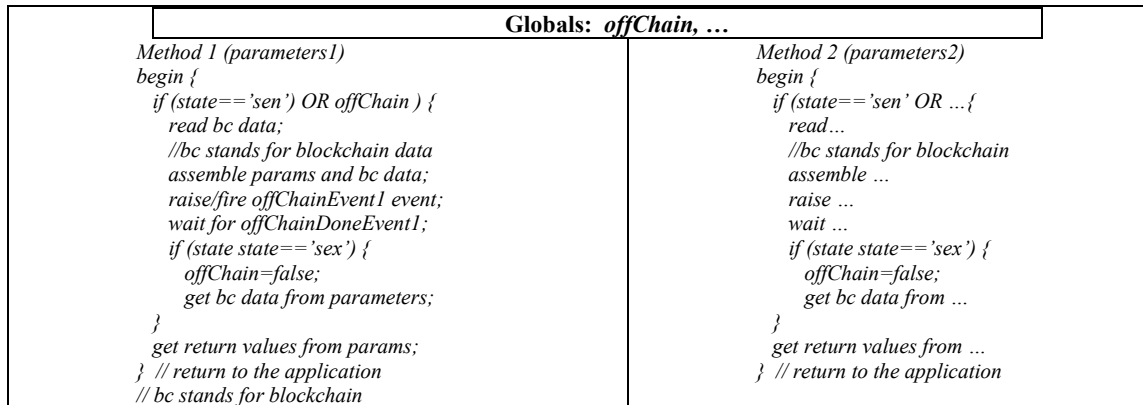 Globals: offChain, …
Method 1 (parameters1)
begin {
if (state=='sen') OR offChain ) {
read bc data;
//bc stands for blockchain data
assemble params and bc data;
raise/fire offChainEvent1 event;
wait for offChainDoneEvent1;
if (state state=='sex') {
offChain=false;
get bc data from parameters;
}
get return values from params;
} // return to the application
// bc stands for blockchain
Method 2 (parameters2)
begin {
if (state=='sen' OR …{
read…
//bc stands for blockchain
assemble …
raise …
wait …
if (state state=='sex') {
offChain=false;
get bc data from …
}
get return values from …
} // return to the application